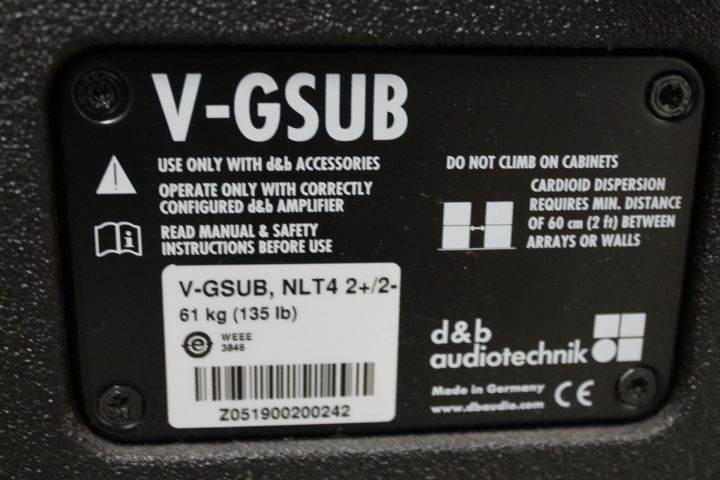 V-GSUB
USE ONLY WITH d&b ACCESSORIES
OPERATE ONLY WITH CORRECTLY
CONFIGURED d&b AMPLIFIER
READ MANUAL & SAFETY
INSTRUCTIONS BEFORE USE
DO NOT CLIMB ON CABINETS
CARDIOID DISPERSION
REQUIRES MIN. DISTANCE
OF 60 cm (2 ft) BETWEEN
ARRAYS OR WALLS
V-GSUB, NLT4 2+/2-
61 kg (135 lb)
WEEE
3846
Z051900200242
d&b
audiotechnik
Made in Germany
www.dbaudio.com
CE